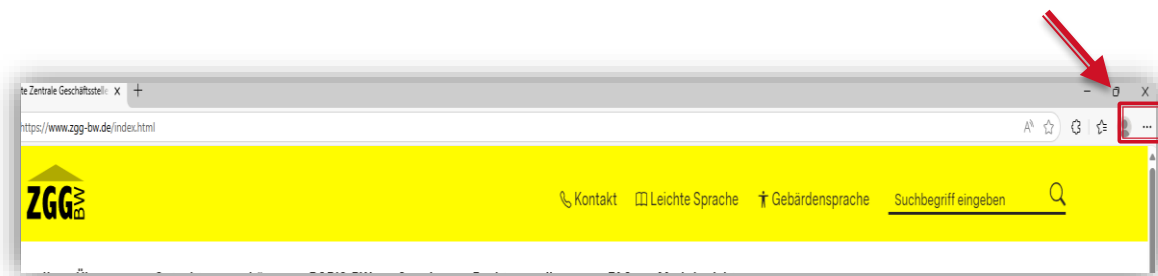 te Zentrale Geschäftsstelle
https://www.zgg-bw.de/index.html
ZGG BW
Kontakt Leichte Sprache Gebärdensprache Suchbegriff eingeben